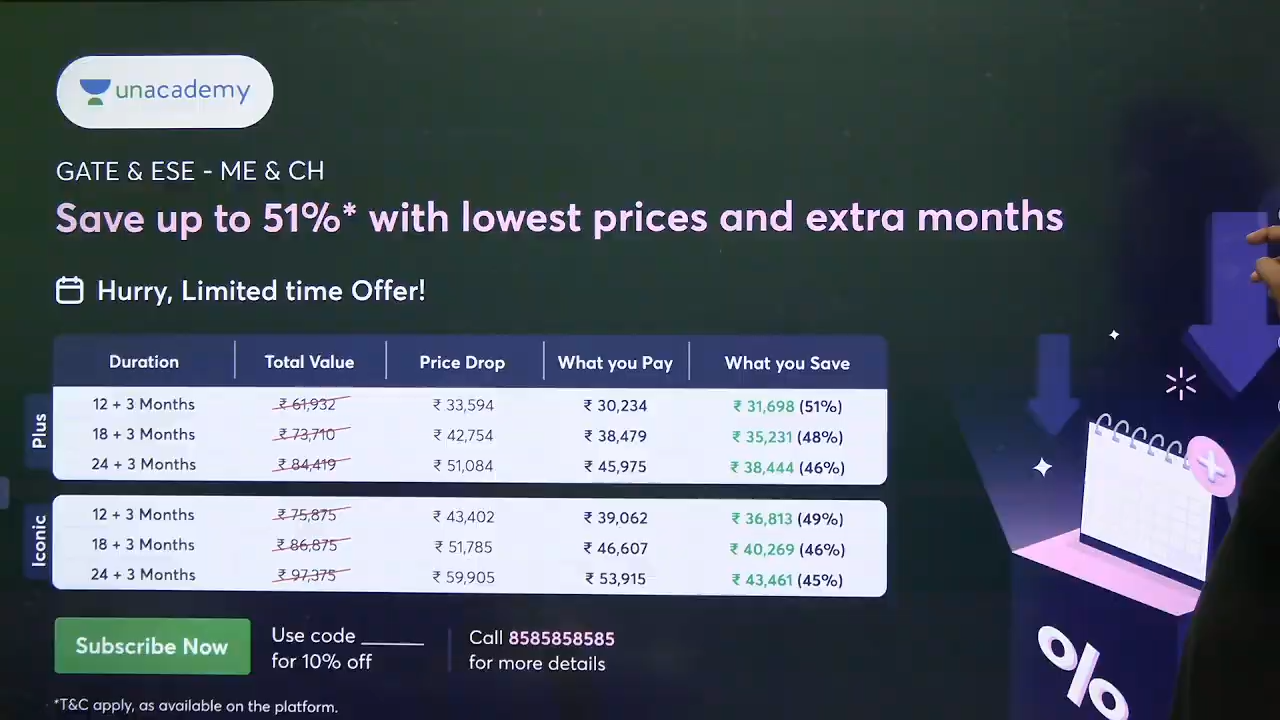 unacademy
GATE & ESE - ME & CH
Save up to 51%* with lowest prices and extra months
Hurry, Limited time Offer!
Duration Total Value Price Drop What you Pay What you Save
Plus
12 + 3 Months ₹ 61,932 ₹ 33,594 ₹ 30,234 ₹ 31,698 (51%)
18 + 3 Months ₹ 73,710 ₹ 42,754 ₹ 38,479 ₹ 35,231 (48%)
24 + 3 Months ₹ 84,419 ₹ 51,084 ₹ 45,975 ₹ 38,444 (46%)
Iconic
12 + 3 Months ₹ 75,875 ₹ 43,402 ₹ 39,062 ₹ 36,813 (49%)
18 + 3 Months ₹ 86,875 ₹ 51,785 ₹ 46,607 ₹ 40,269 (46%)
24 + 3 Months ₹ 97,375 ₹ 59,905 ₹ 53,915 ₹ 43,461 (45%)
Subscribe Now
Use code ______
for 10% off
Call 8585858585
for more details
*T&C apply, as available on the platform.
%